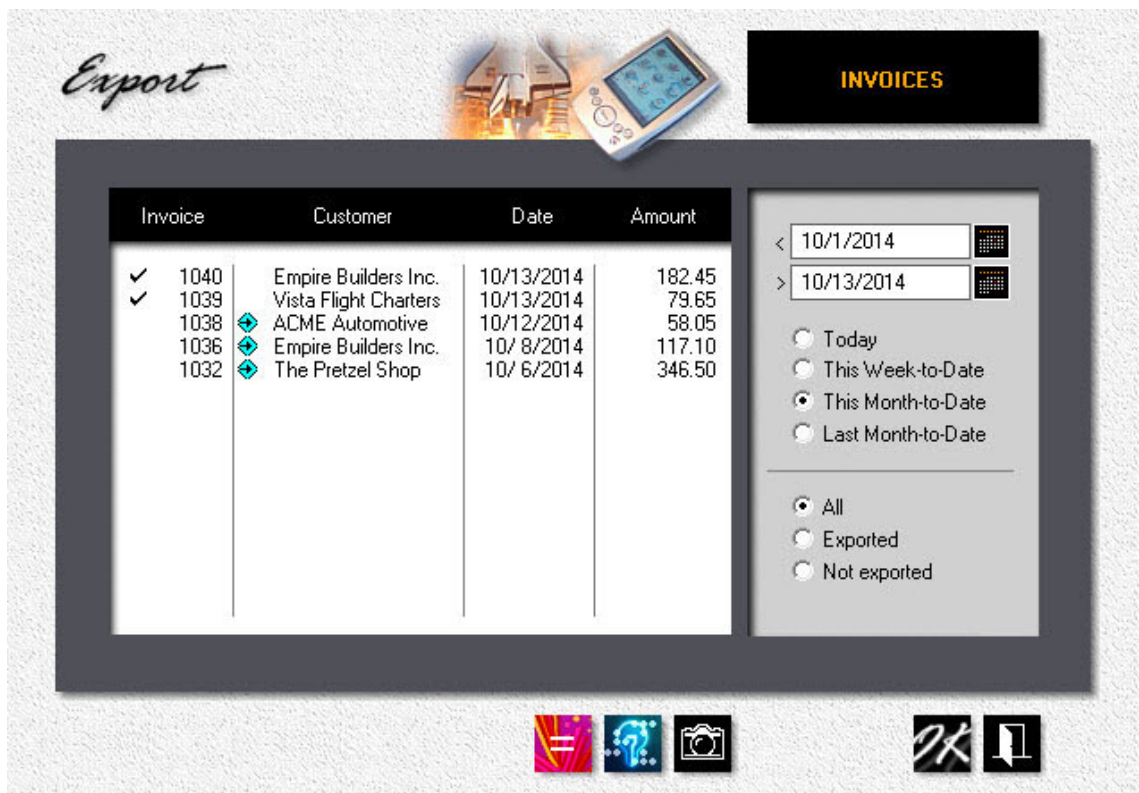 Export
INVOICES
Invoice Customer Date Amount
1040 Empire Builders Inc. 10/13/2014 182.45
1039 Vista Flight Charters 10/13/2014 79.65
1038 ACME Automotive 10/12/2014 58.05
1036 Empire Builders Inc. 10/ 8/2014 117.10
1032 The Pretzel Shop 10/ 6/2014 346.50
< 10/1/2014
> 10/13/2014
Today
This Week-to-Date
This Month-to-Date
Last Month-to-Date
All
Exported
Not exported
OK